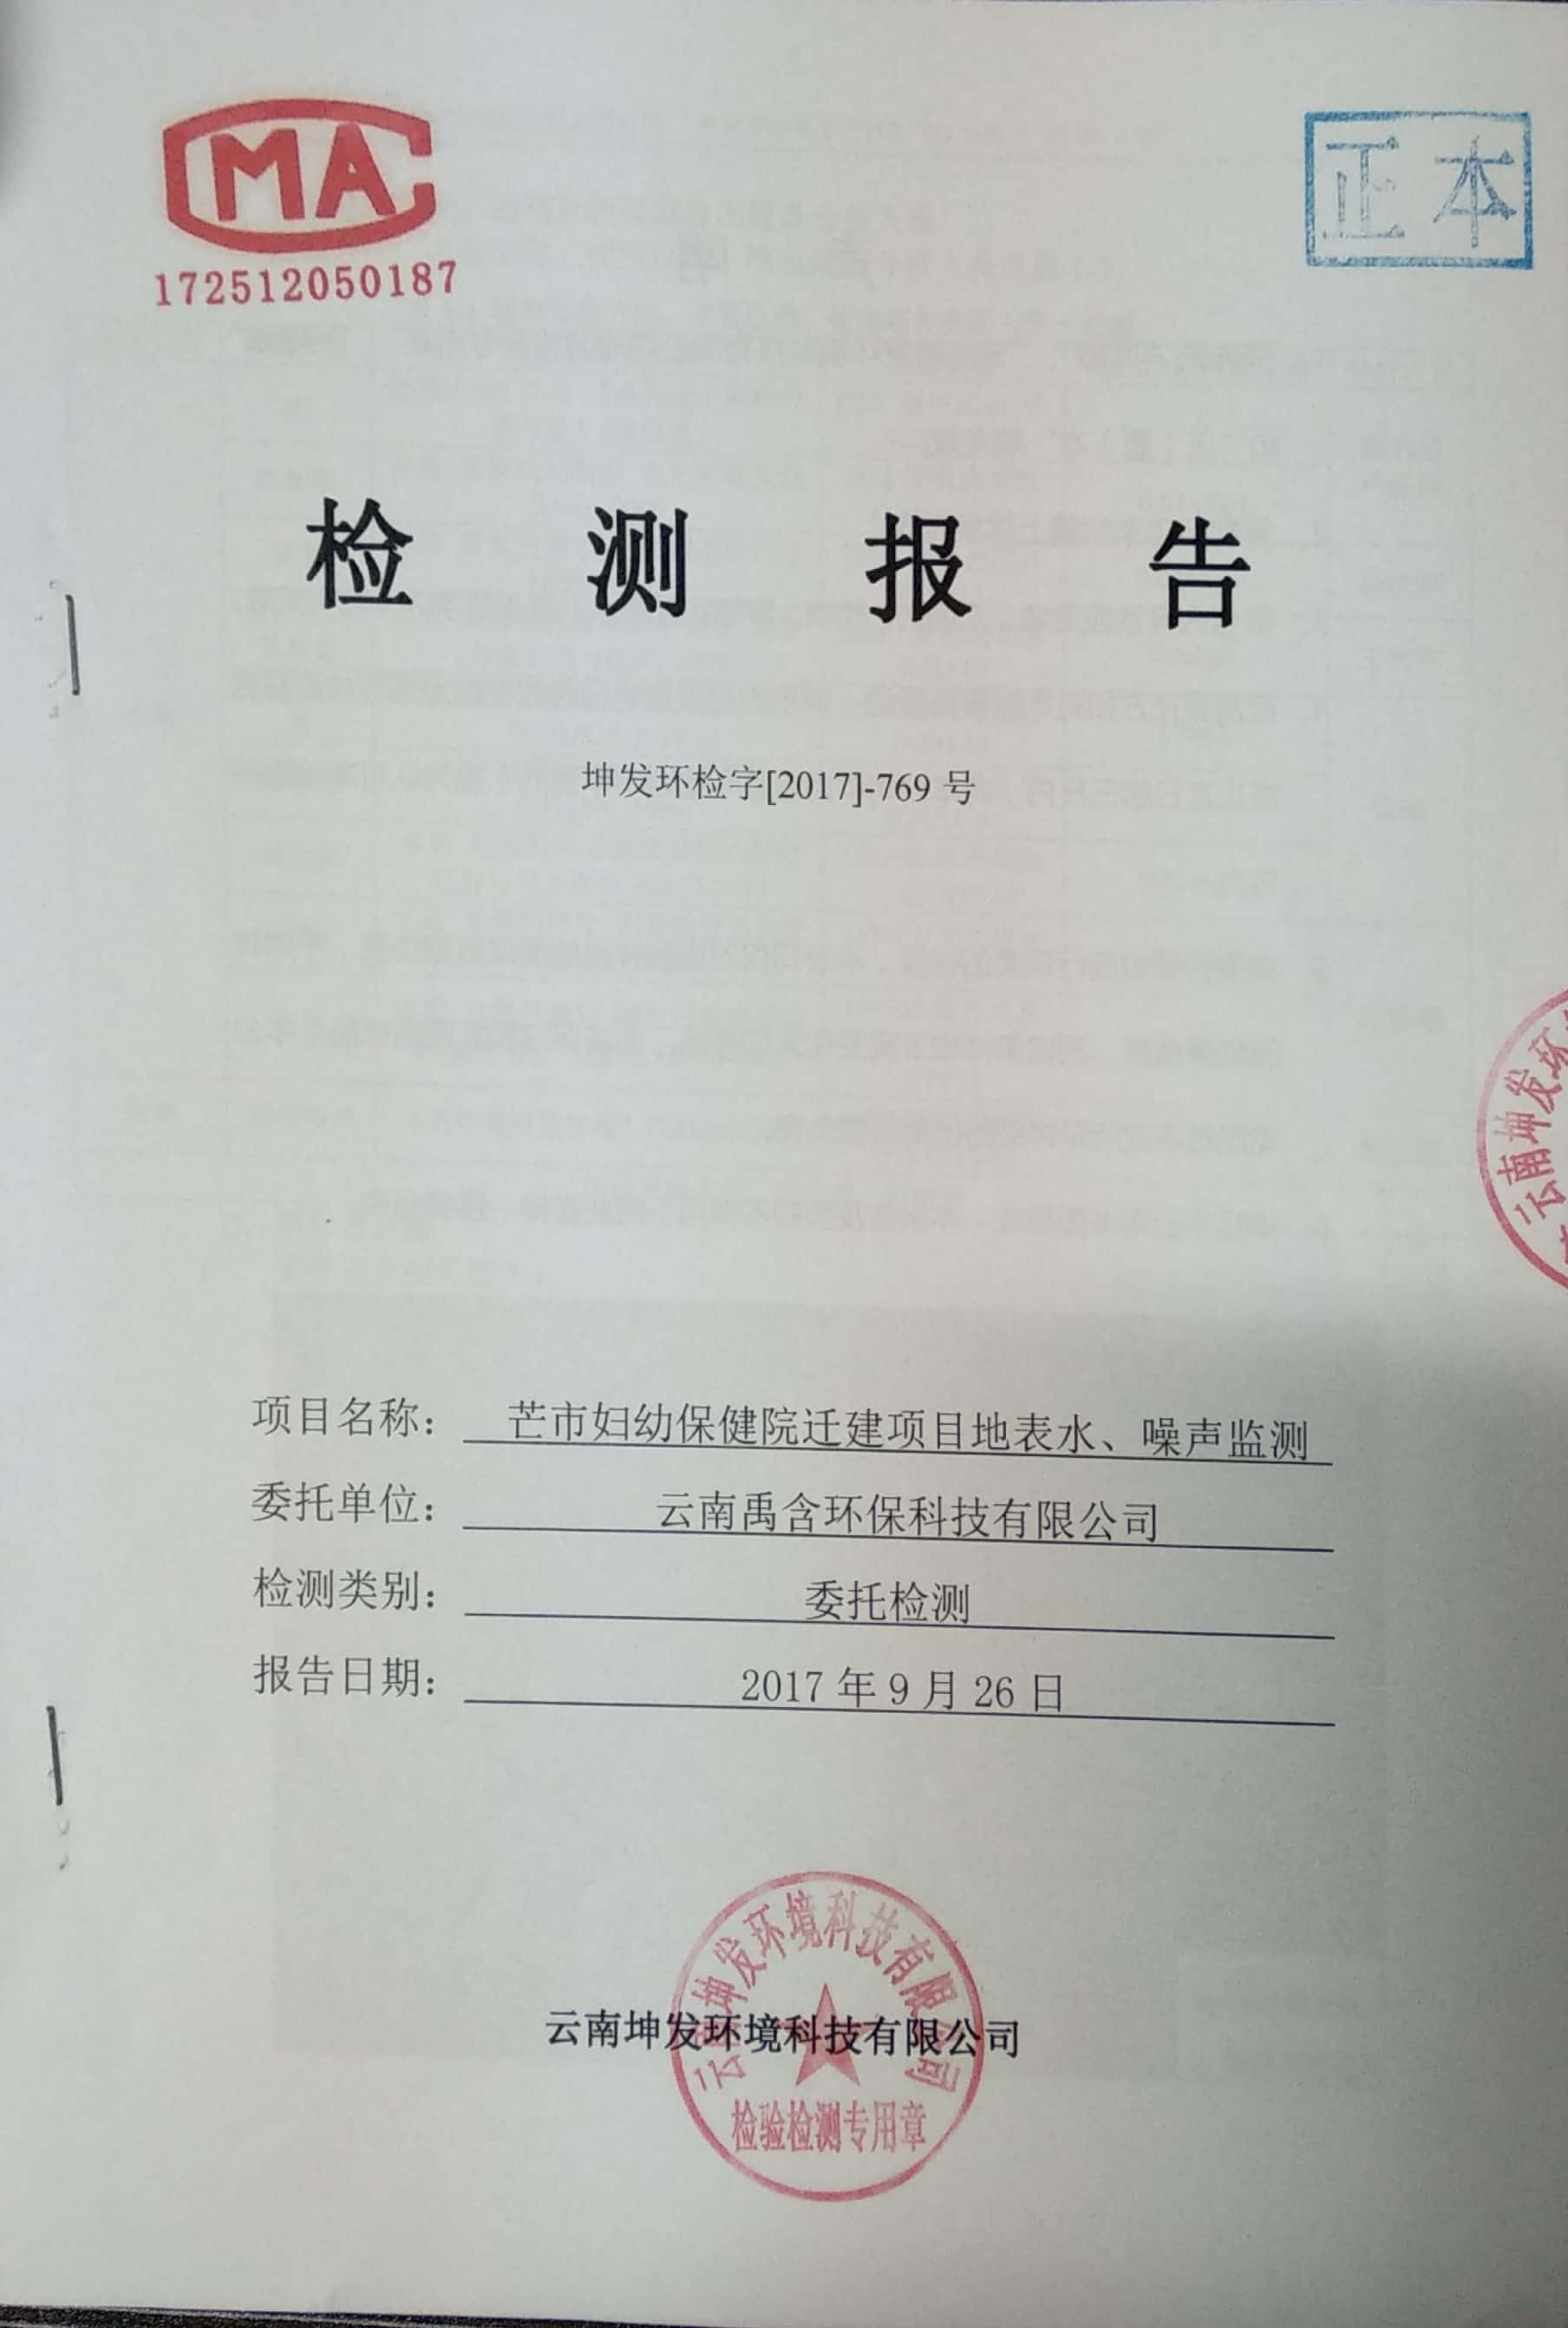 CMA
正本
172512050187
检测报告
坤发环检字[2017]-769 号
云南坤发环
项目名称： 芒市妇幼保健院迁建项目地表水、噪声监测
委托单位： 云南禹含环保科技有限公司
检测类别： 委托检测
报告日期： 2017 年 9 月 26 日
云南坤发环境科技有限公司
云南坤发环境科技有限公司
检验检测专用章